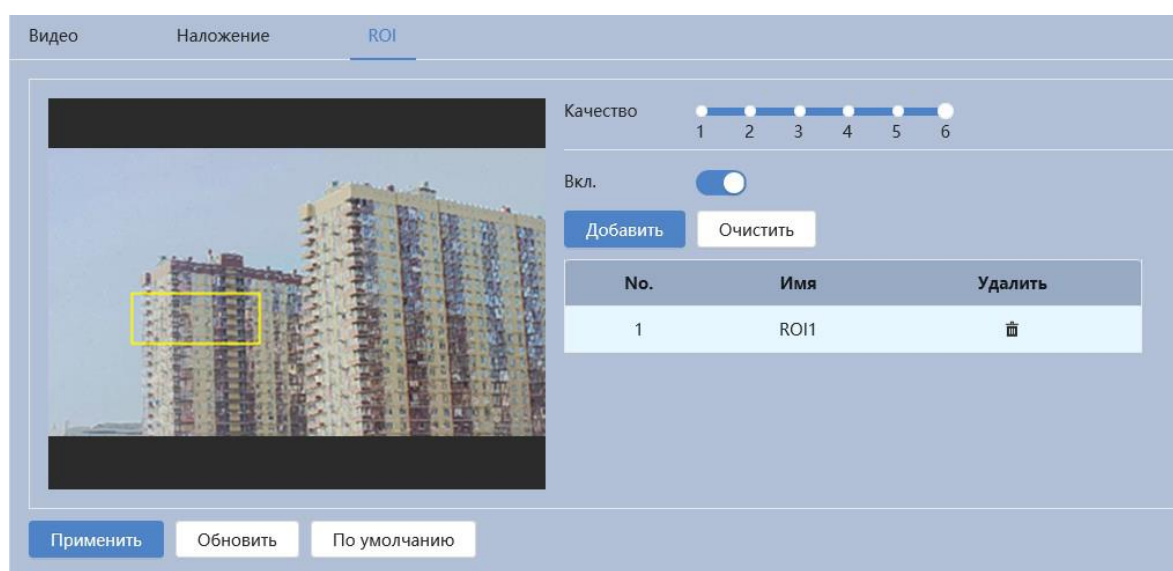 Видео Наложение ROI
Качество
1 2 3 4 5 6
Вкл.
Добавить Очистить
No. Имя Удалить
1 ROI1
Применить Обновить По умолчанию